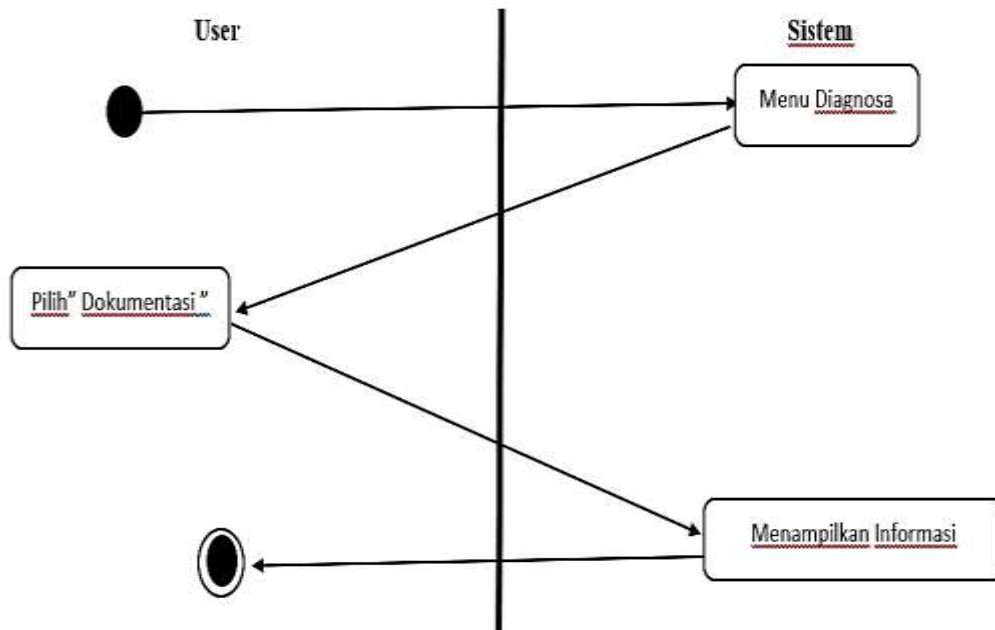 User
Sistem
Menu Diagnosa
Pilih” Dokumentasi ”
Menampilkan Informasi